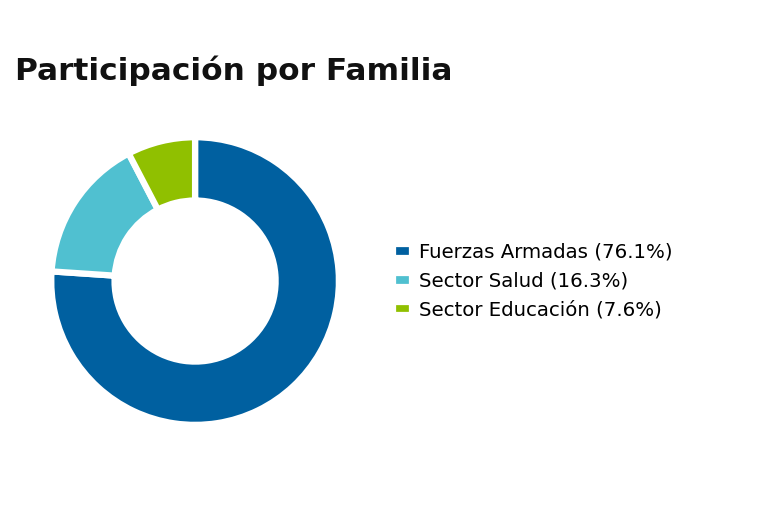 Participación por Familia
Fuerzas Armadas (76.1%)
Sector Salud (16.3%)
Sector Educación (7.6%)